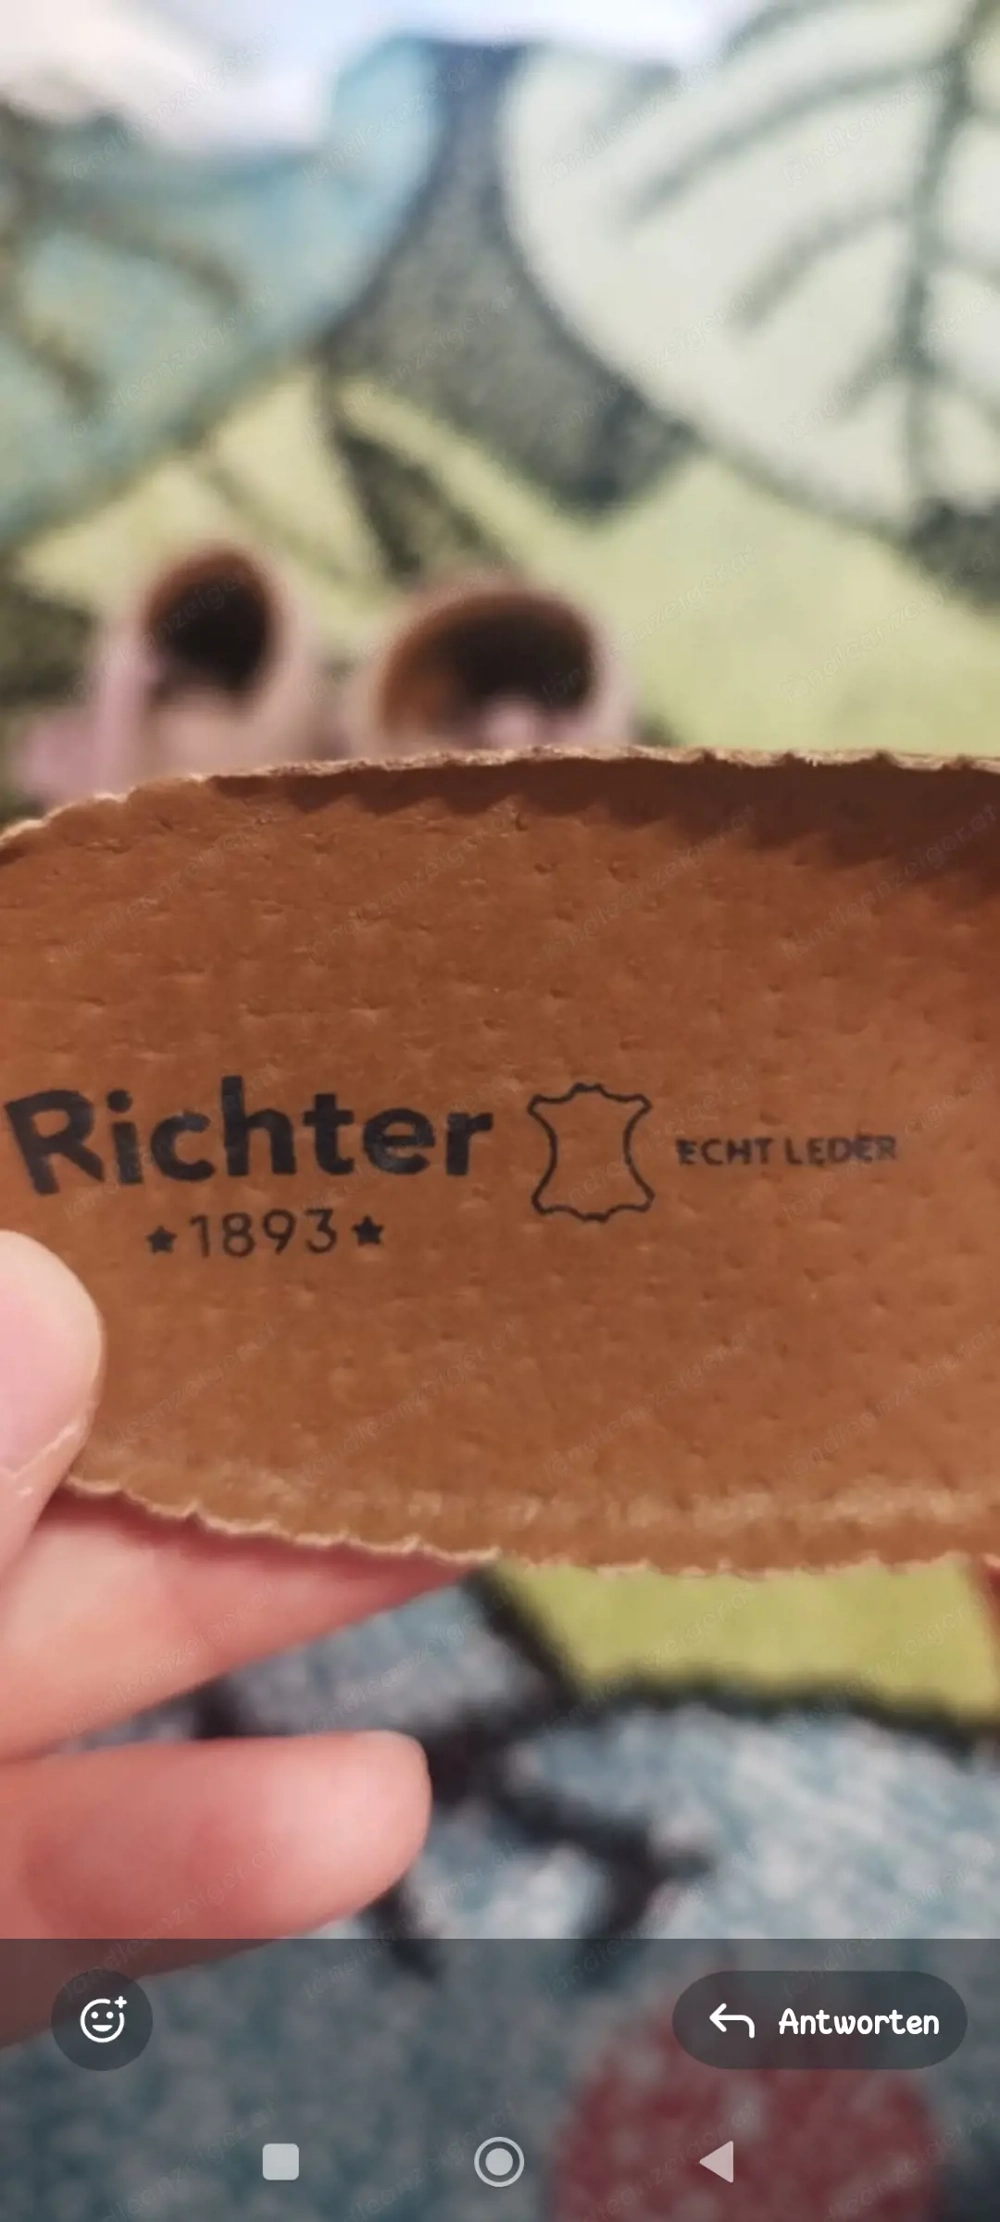 Richter
★1893★
ECHT LEDER
Antworten